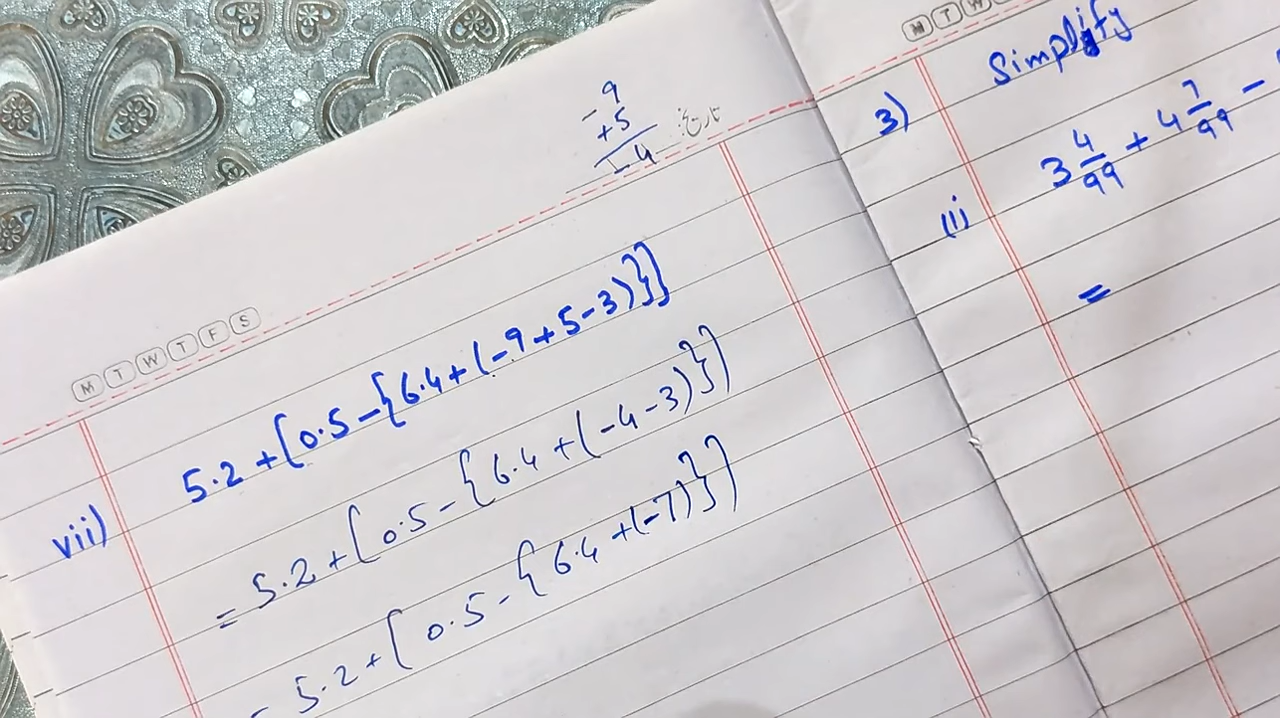 -9
+5
-4
M T W T F S
vii) 5.2+[0.5-{6.4+(-9+5-3)}]
= 5.2+[0.5-{6.4+(-4-3)}]
= 5.2+[0.5-{6.4+(-7)}]
M T W
Simplify
3)
(i) 3 4/99 + 4 7/99 -
=